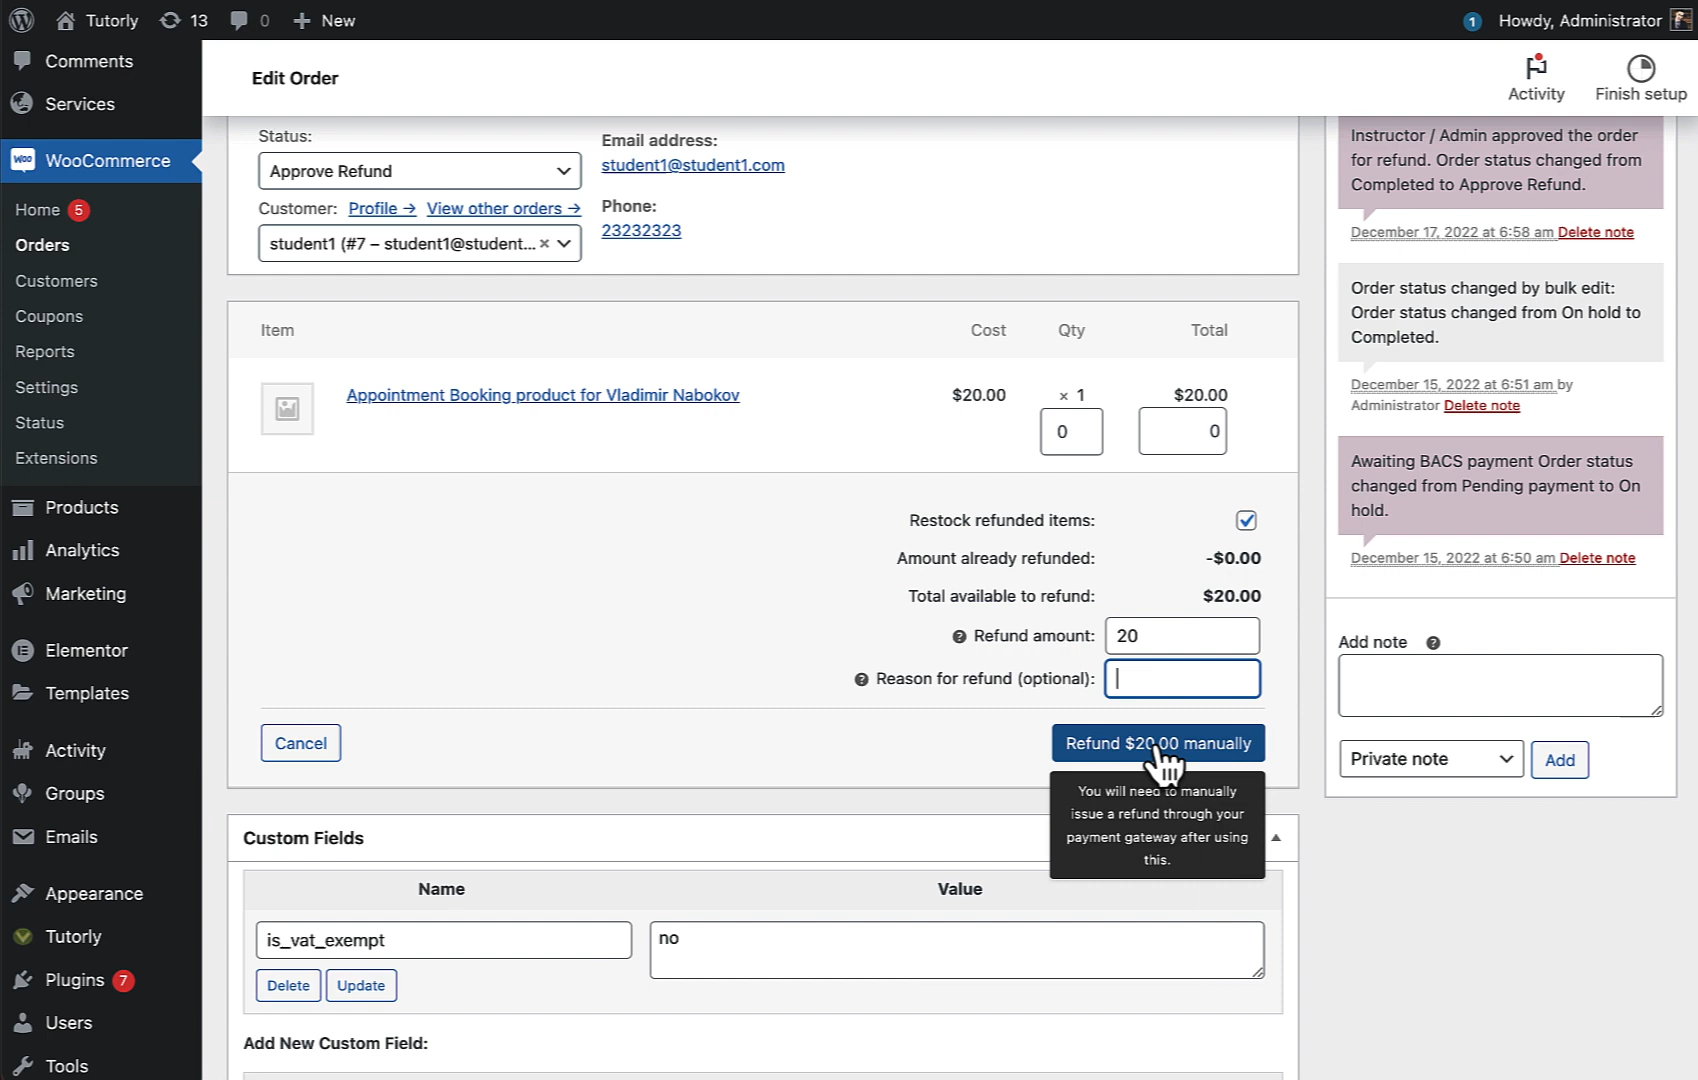 Tutorly
13
0
New
1
Howdy, Administrator
Comments
Services
Woo
WooCommerce
Home 5
Orders
Customers
Coupons
Reports
Settings
Status
Extensions
Products
Analytics
Marketing
Elementor
Templates
Activity
Groups
Emails
Appearance
Tutorly
Plugins 7
Users
Tools
Edit Order
Activity
Finish setup
Status:
Approve Refund
Customer: Profile → View other orders →
student1 (#7 – student1@student... ×
Email address:
student1@student1.com
Phone:
23232323
Item Cost Qty Total
Appointment Booking product for Vladimir Nabokov $20.00 × 1 $20.00
0 0
Restock refunded items:
Amount already refunded: -$0.00
Total available to refund: $20.00
Refund amount: 20
Reason for refund (optional):
Cancel
Refund $20.00 manually
You will need to manually
issue a refund through your
payment gateway after using
this.
Custom Fields
Name Value
is_vat_exempt no
Delete Update
Add New Custom Field:
Instructor / Admin approved the order
for refund. Order status changed from
Completed to Approve Refund.
December 17, 2022 at 6:58 am Delete note
Order status changed by bulk edit:
Order status changed from On hold to
Completed.
December 15, 2022 at 6:51 am by
Administrator Delete note
Awaiting BACS payment Order status
changed from Pending payment to On
hold.
December 15, 2022 at 6:50 am Delete note
Add note
Private note
Add